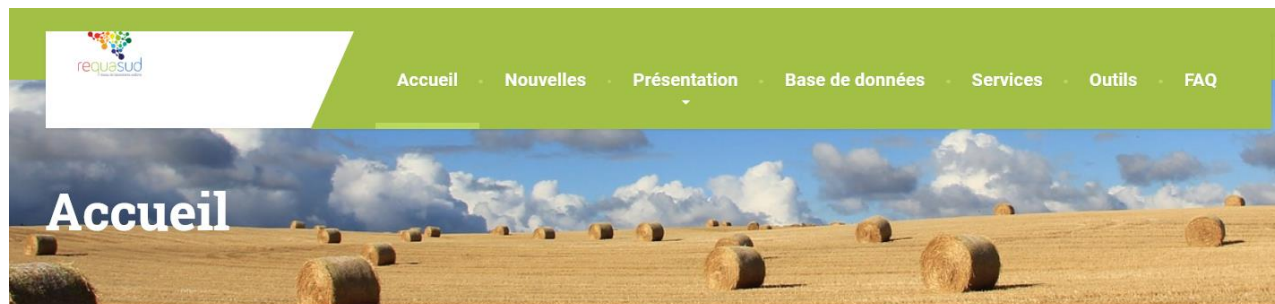 requasud
Accueil
Nouvelles
Présentation
Base de données
Services
Outils
FAQ
Accueil